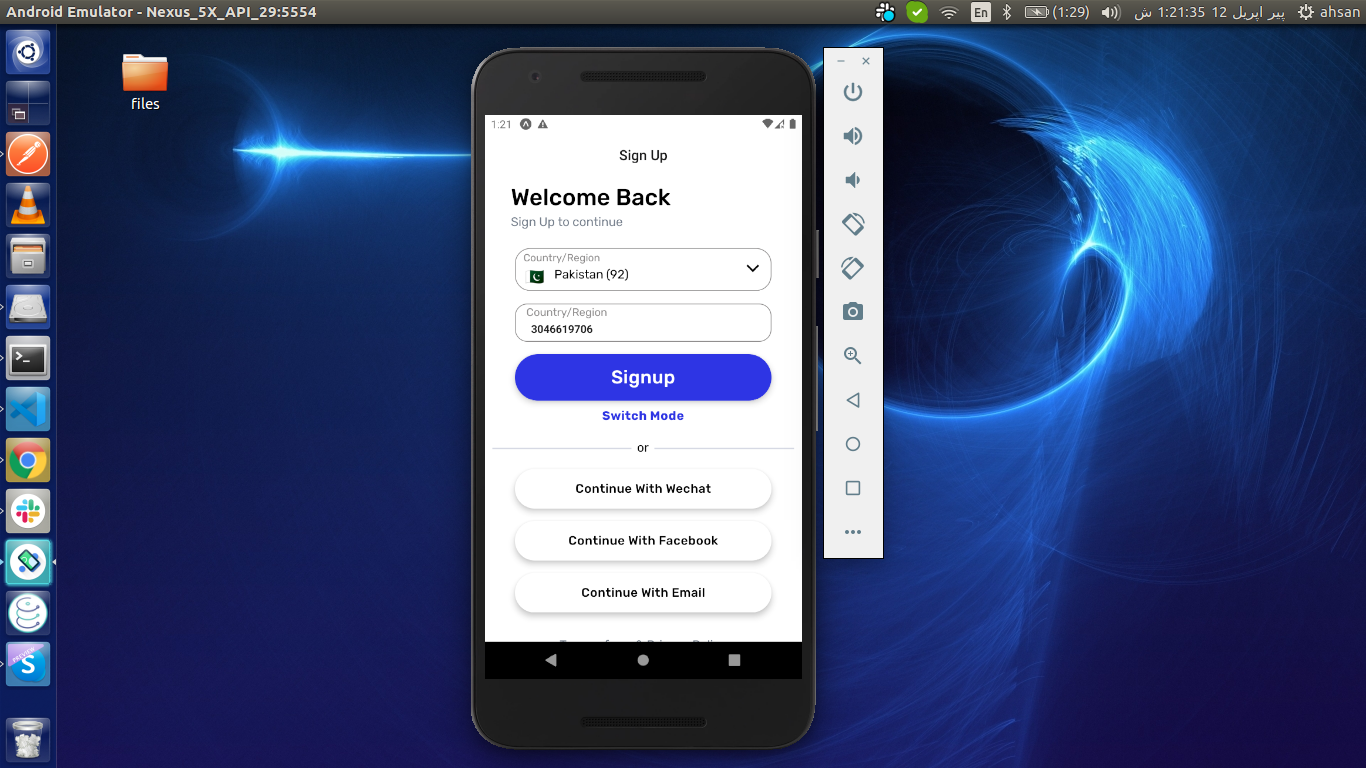 Android Emulator - Nexus_5X_API_29:5554
En
(1:29)
پیر اپریل 12 1:21:35 ش
ahsan
files
1:21
Sign Up
Welcome Back
Sign Up to continue
Country/Region
Pakistan (92)
Country/Region
3046619706
Signup
Switch Mode
or
Continue With Wechat
Continue With Facebook
Continue With Email